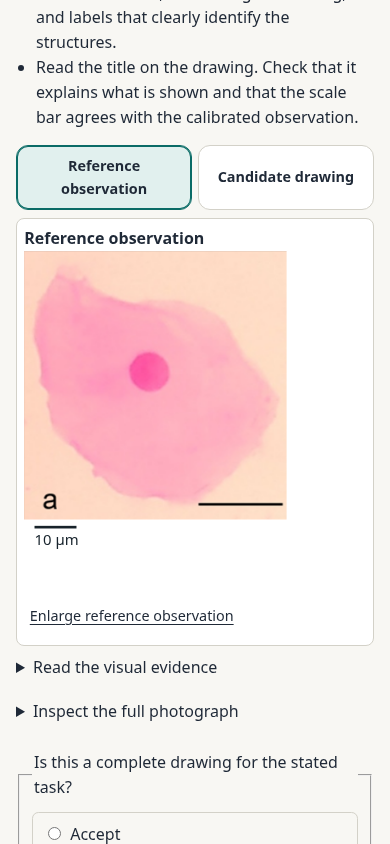 and labels that clearly identify the
structures.
Read the title on the drawing. Check that it
explains what is shown and that the scale
bar agrees with the calibrated observation.
Reference
observation
Candidate drawing
Reference observation
a
10 µm
Enlarge reference observation
Read the visual evidence
Inspect the full photograph
Is this a complete drawing for the stated
task?
Accept